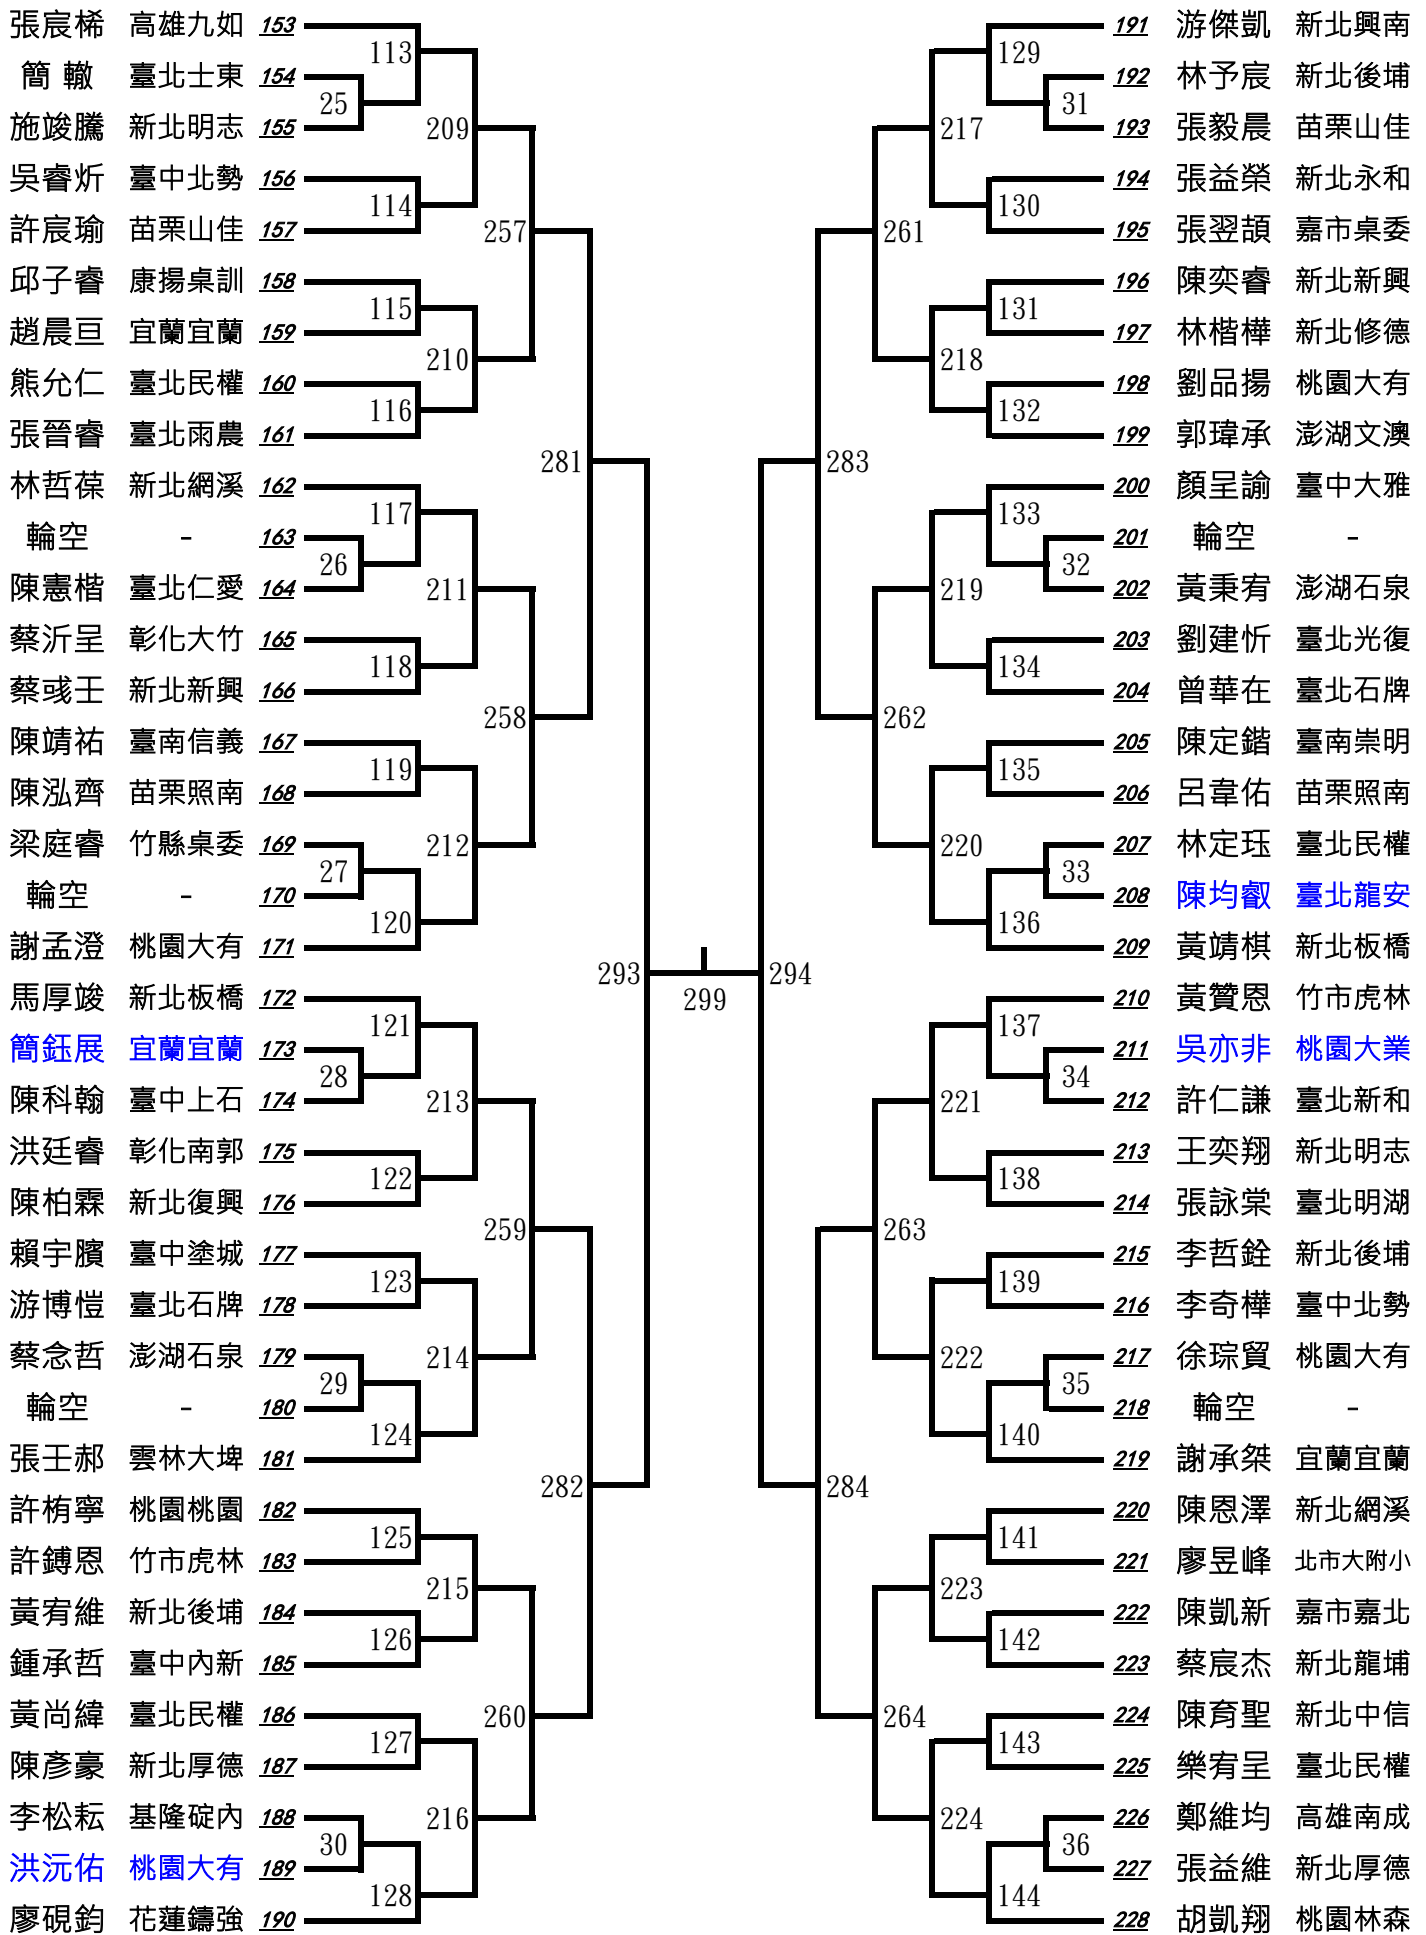 張宸桸 高雄九如 153
簡 轍 臺北士東 154
施竣騰 新北明志 155
吳睿炘 臺中北勢 156
許宸瑜 苗栗山佳 157
邱子睿 康揚桌訓 158
趙晨亘 宜蘭宜蘭 159
熊允仁 臺北民權 160
張晉睿 臺北雨農 161
林哲葆 新北網溪 162
輪空 - 163
陳憲楷 臺北仁愛 164
蔡沂呈 彰化大竹 165
蔡彧壬 新北新興 166
陳靖祐 臺南信義 167
陳泓齊 苗栗照南 168
梁庭睿 竹縣桌委 169
輪空 - 170
謝孟澄 桃園大有 171
馬厚竣 新北板橋 172
簡鈺展 宜蘭宜蘭 173
陳科翰 臺中上石 174
洪廷睿 彰化南郭 175
陳柏霖 新北復興 176
賴宇臏 臺中塗城 177
游博愷 臺北石牌 178
蔡念哲 澎湖石泉 179
輪空 - 180
張壬郝 雲林大埤 181
許栯寧 桃園桃園 182
許鎛恩 竹市虎林 183
黃宥維 新北後埔 184
鍾承哲 臺中內新 185
黃尚緯 臺北民權 186
陳彥豪 新北厚德 187
李松耘 基隆碇內 188
洪沅佑 桃園大有 189
廖硯鈞 花蓮鑄強 190
113
25
209
114
257
115
210
116
281
117
26
211
118
258
119
212
27
120
293
121
28
213
122
259
123
214
29
124
282
125
215
126
260
127
216
30
128
299
294
129
31
217
130
261
131
218
132
283
133
32
219
134
262
135
220
33
136
137
34
221
138
263
139
222
35
140
284
141
223
142
264
143
224
36
144
191 游傑凱 新北興南
192 林予宸 新北後埔
193 張毅晨 苗栗山佳
194 張益榮 新北永和
195 張翌頡 嘉市桌委
196 陳奕睿 新北新興
197 林楷樺 新北修德
198 劉品揚 桃園大有
199 郭瑋承 澎湖文澳
200 顏呈諭 臺中大雅
201 輪空 -
202 黃秉宥 澎湖石泉
203 劉建忻 臺北光復
204 曾華在 臺北石牌
205 陳定鍇 臺南崇明
206 呂韋佑 苗栗照南
207 林定珏 臺北民權
208 陳均叡 臺北龍安
209 黃靖棋 新北板橋
210 黃贊恩 竹市虎林
211 吳亦非 桃園大業
212 許仁謙 臺北新和
213 王奕翔 新北明志
214 張詠棠 臺北明湖
215 李哲銓 新北後埔
216 李奇樺 臺中北勢
217 徐琮貿 桃園大有
218 輪空 -
219 謝承桀 宜蘭宜蘭
220 陳恩澤 新北網溪
221 廖昱峰 北市大附小
222 陳凱新 嘉市嘉北
223 蔡宸杰 新北龍埔
224 陳育聖 新北中信
225 樂宥呈 臺北民權
226 鄭維均 高雄南成
227 張益維 新北厚德
228 胡凱翔 桃園林森